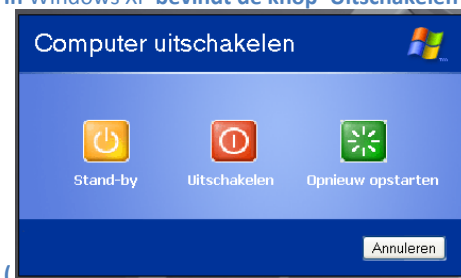 In Windows XP bevindt de knop 'Uitschakelen'
Computer uitschakelen
Stand-by
Uitschakelen
Opnieuw opstarten
Annuleren
(